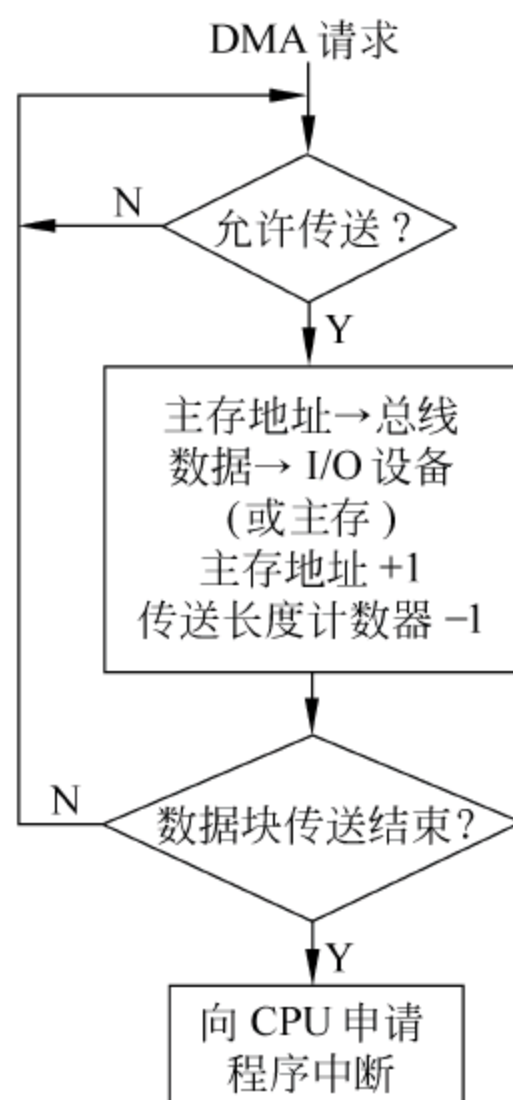 DMA 请求
N
允许传送？
Y
主存地址→总线
数据→ I/O 设备
(或主存)
主存地址 +1
传送长度计数器 −1
N
数据块传送结束?
Y
向 CPU 申请
程序中断